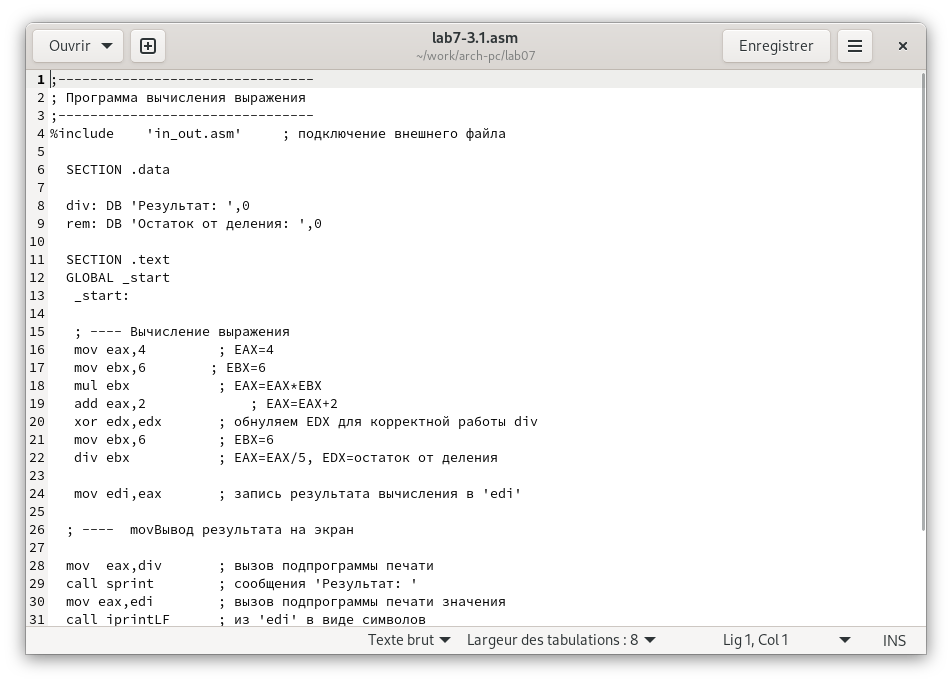 Ouvrir
lab7-3.1.asm
~/work/arch-pc/lab07
Enregistrer
1 ;--------------------------------
2 ; Программа вычисления выражения
3 ;--------------------------------
4 %include    'in_out.asm'     ; подключение внешнего файла
5
6   SECTION .data
7
8   div: DB 'Результат: ',0
9   rem: DB 'Остаток от деления: ',0
10
11   SECTION .text
12   GLOBAL _start
13    _start:
14
15    ; ---- Вычисление выражения
16    mov eax,4         ; EAX=4
17    mov ebx,6        ; EBX=6
18    mul ebx           ; EAX=EAX*EBX
19    add eax,2             ; EAX=EAX+2
20    xor edx,edx       ; обнуляем EDX для корректной работы div
21    mov ebx,6         ; EBX=6
22    div ebx           ; EAX=EAX/5, EDX=остаток от деления
23
24    mov edi,eax       ; запись результата вычисления в 'edi'
25
26   ; ----  movВывод результата на экран
27
28   mov  eax,div       ; вызов подпрограммы печати
29   call sprint        ; сообщения 'Результат: '
30   mov eax,edi        ; вызов подпрограммы печати значения
31   call iprintLF      ; из 'edi' в виде символов
Texte brut
Largeur des tabulations : 8
Lig 1, Col 1
INS